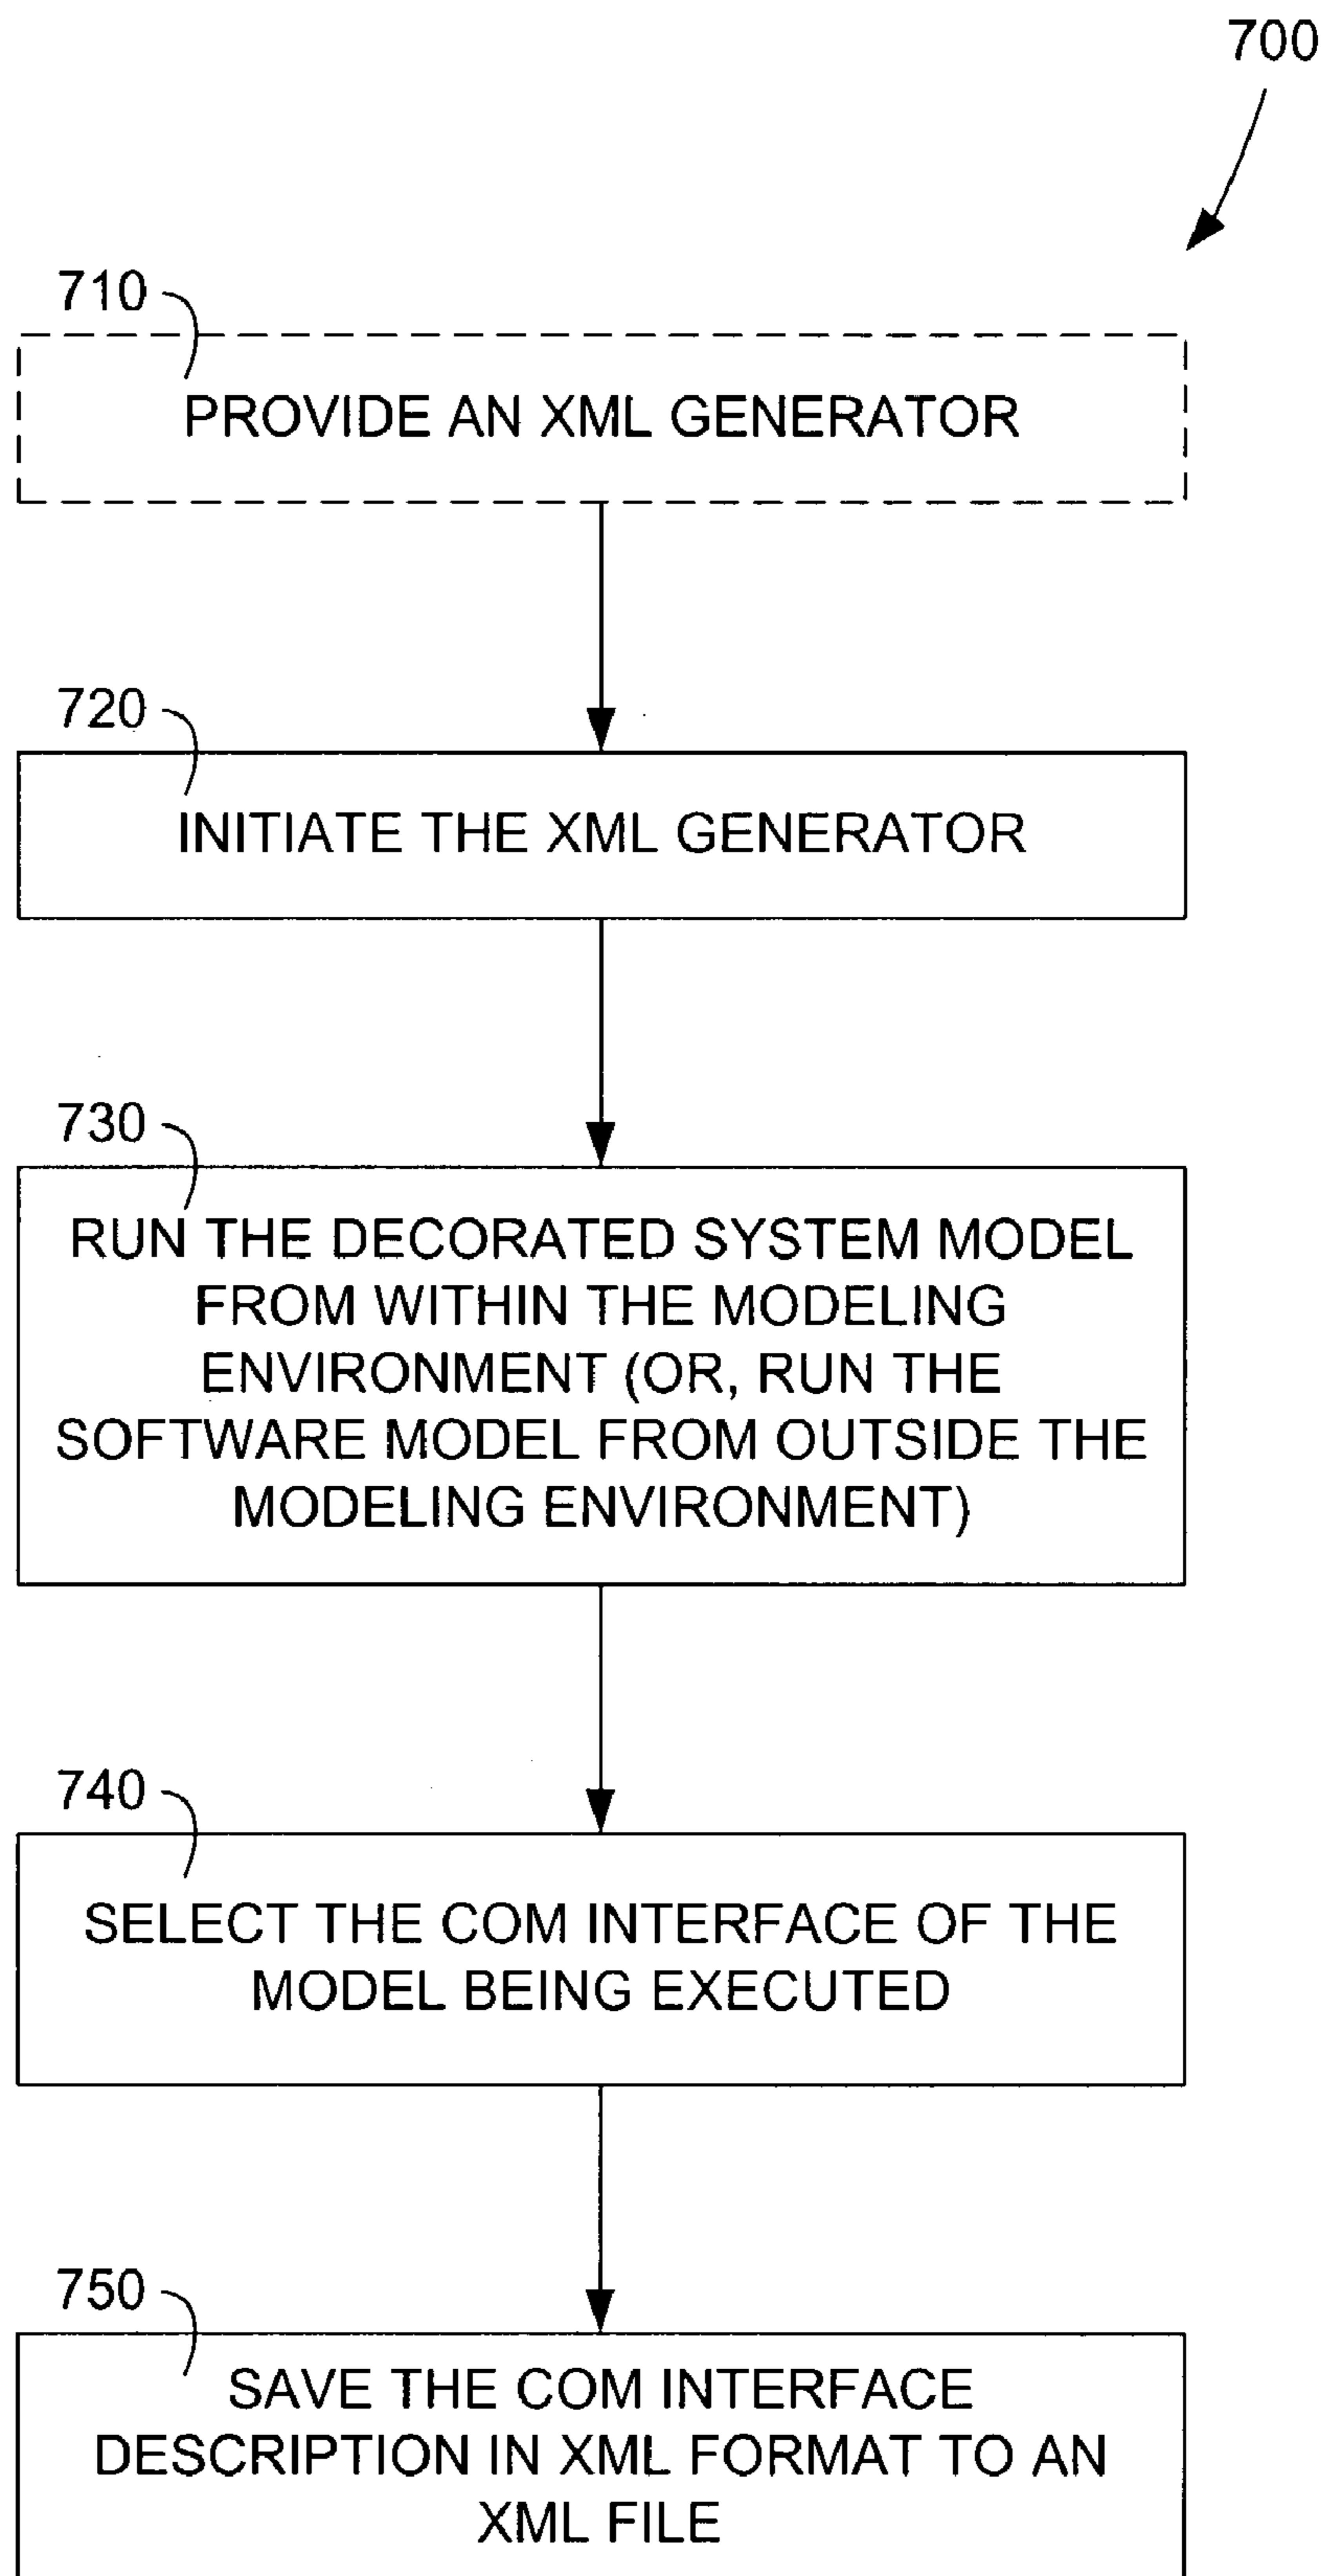 700
710
PROVIDE AN XML GENERATOR
720
INITIATE THE XML GENERATOR
730
RUN THE DECORATED SYSTEM MODEL
FROM WITHIN THE MODELING
ENVIRONMENT (OR, RUN THE
SOFTWARE MODEL FROM OUTSIDE THE
MODELING ENVIRONMENT)
740
SELECT THE COM INTERFACE OF THE
MODEL BEING EXECUTED
750
SAVE THE COM INTERFACE
DESCRIPTION IN XML FORMAT TO AN
XML FILE